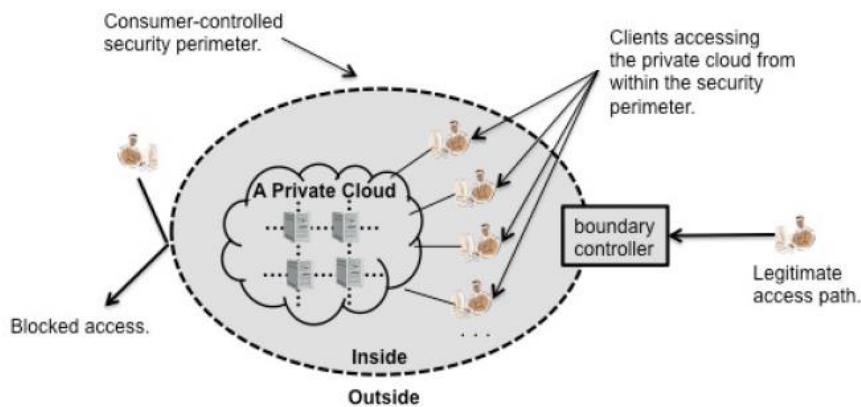 Consumer-controlled
security perimeter.
Clients accessing
the private cloud from
within the security
perimeter.
A Private Cloud
boundary
controller
Legitimate
access path.
Blocked access.
. . .
Inside
Outside